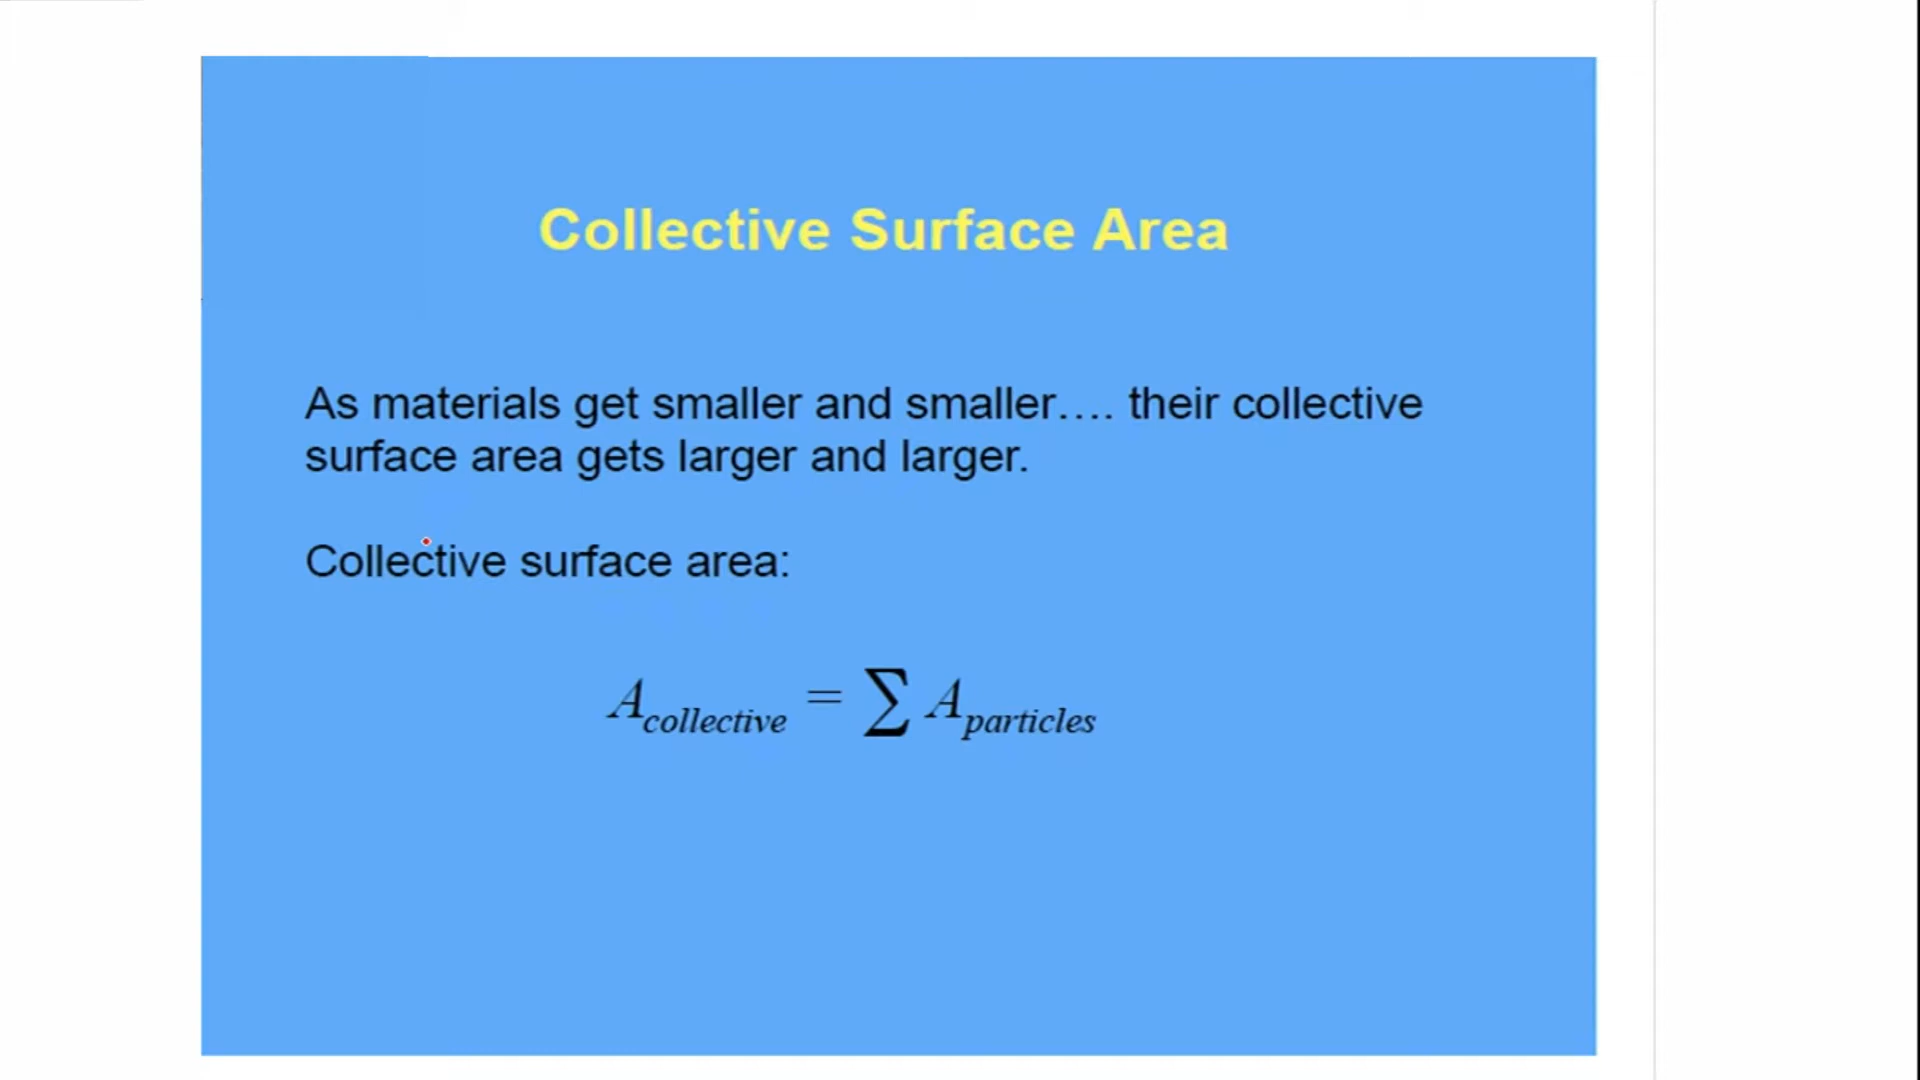 Collective Surface Area
As materials get smaller and smaller…. their collective
surface area gets larger and larger.
Collective surface area:
A_collective = ∑ A_particles